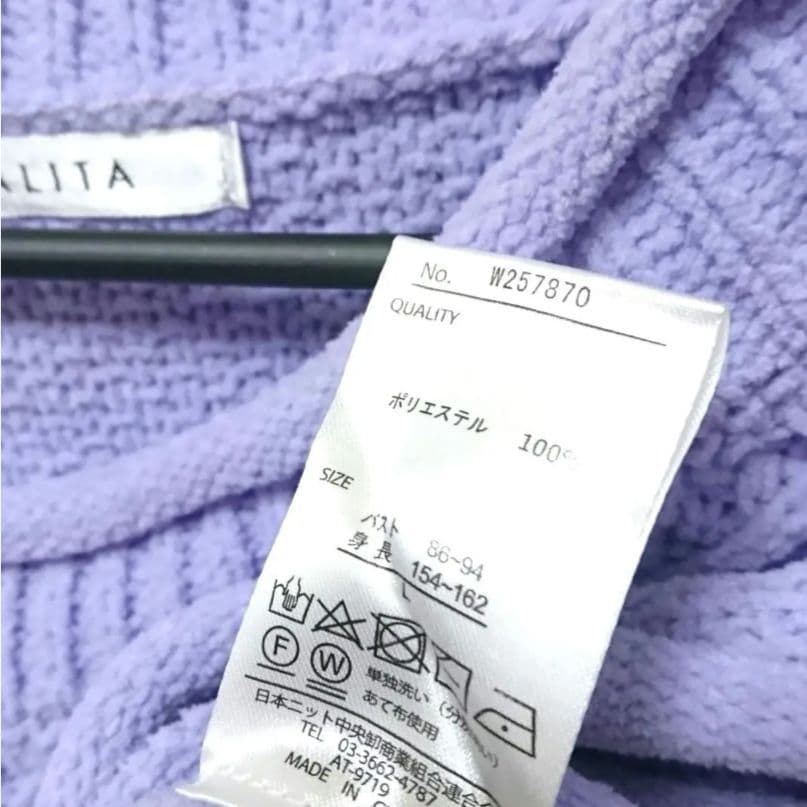 ALITA
No. W257870
QUALITY
ポリエステル 100%
SIZE
バスト 86~94
身長 154~162
L
F W 単独洗い
あて布使用
日本ニット中央卸商業組合連合会
TEL 03-3662-4787
AT-9719
MADE IN